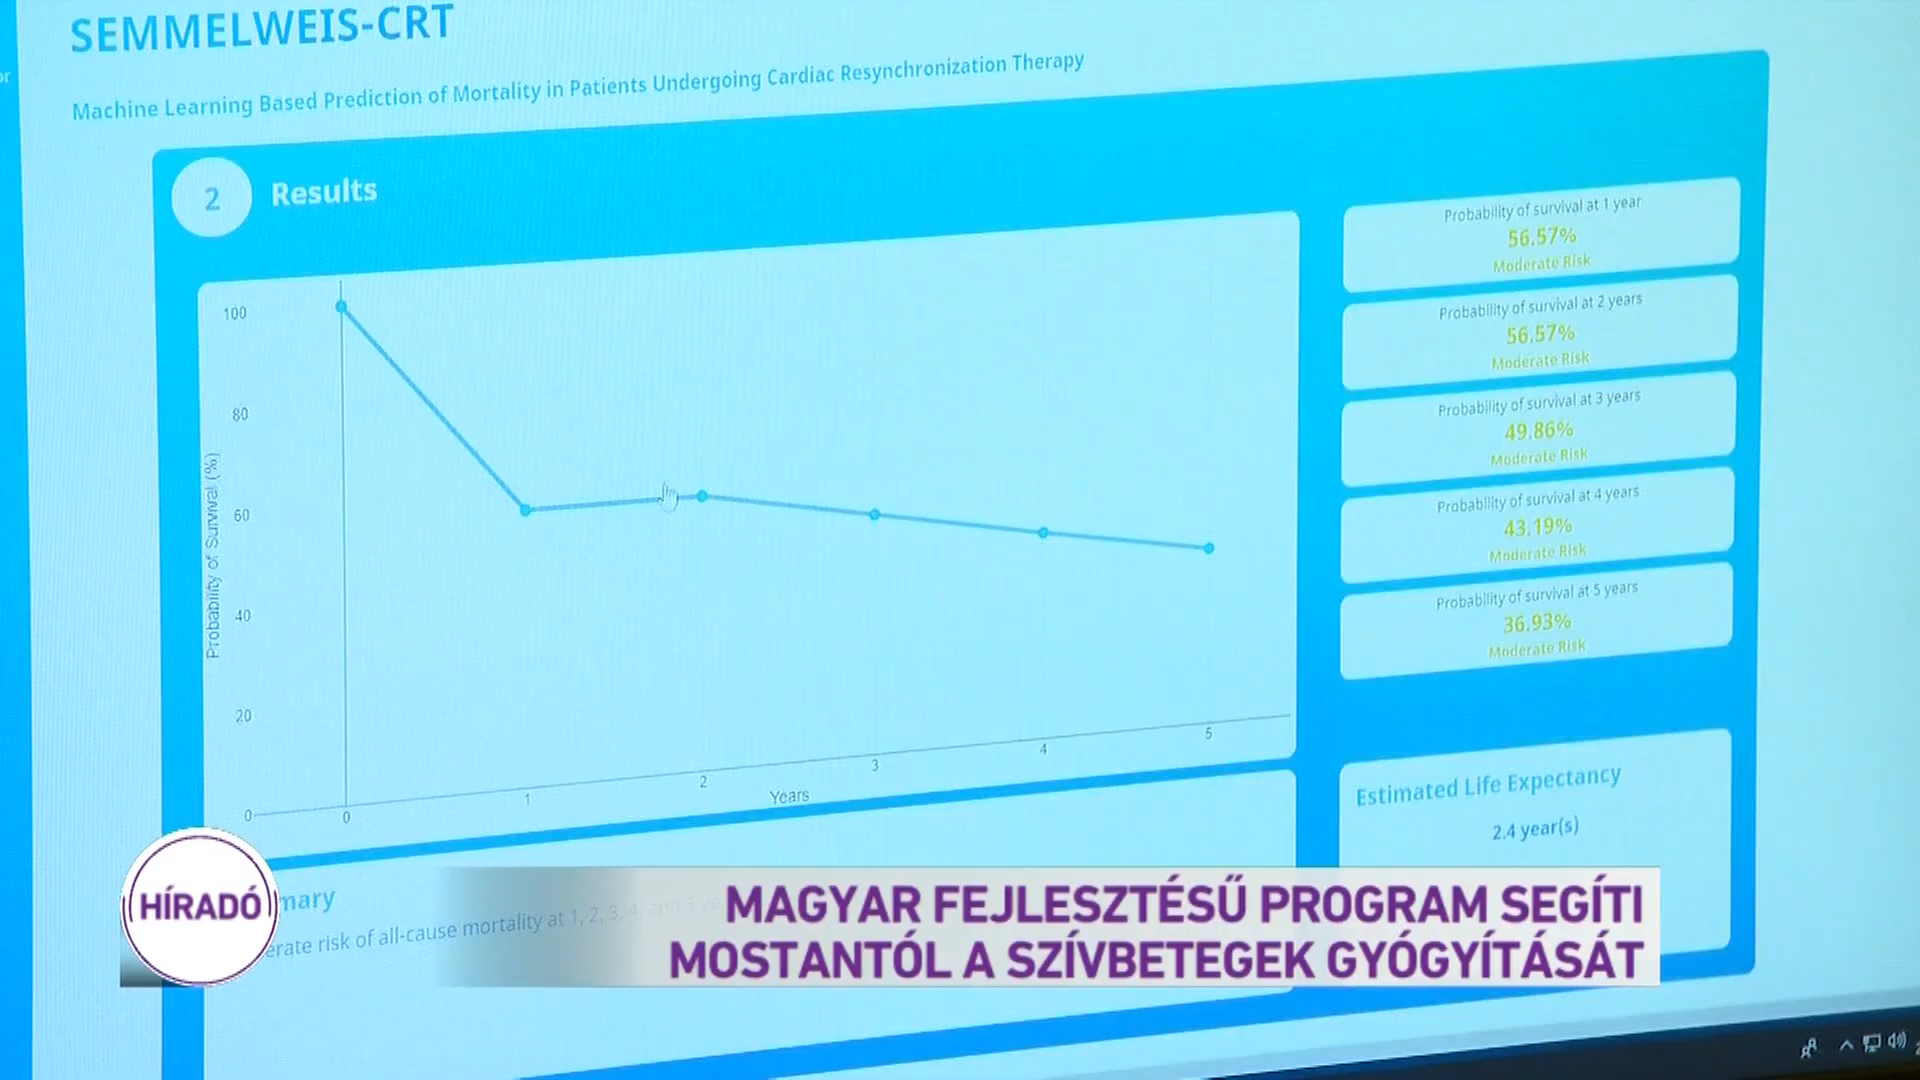 or
SEMMELWEIS-CRT
Machine Learning Based Prediction of Mortality in Patients Undergoing Cardiac Resynchronization Therapy
2
Results
100
80
60
40
20
0
Probability of Survival (%)
0
1
2
3
4
5
Years
Probability of survival at 1 year
56.57%
Moderate Risk
Probability of survival at 2 years
56.57%
Moderate Risk
Probability of survival at 3 years
49.86%
Moderate Risk
Probability of survival at 4 years
43.19%
Moderate Risk
Probability of survival at 5 years
36.93%
Moderate Risk
Estimated Life Expectancy
2.4 year(s)
mary
erate risk of all-cause mortality at 1, 2, 3, 4, and 5 ye
HÍRADÓ
MAGYAR FEJLESZTÉSŰ PROGRAM SEGÍTI
MOSTANTÓL A SZÍVBETEGEK GYÓGYÍTÁSÁT